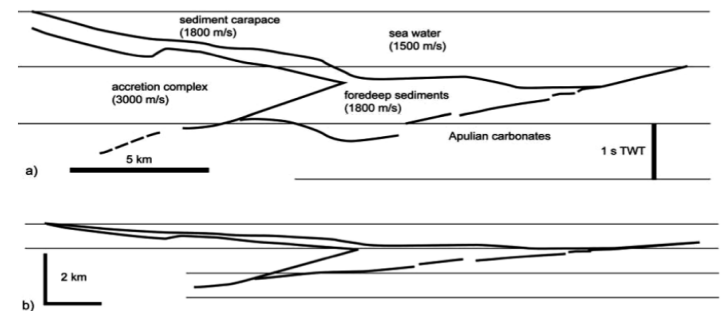 sediment carapace
(1800 m/s)
sea water
(1500 m/s)
accretion complex
(3000 m/s)
foredeep sediments
(1800 m/s)
Apulian carbonates
1 s TWT
5 km
a)
2 km
b)